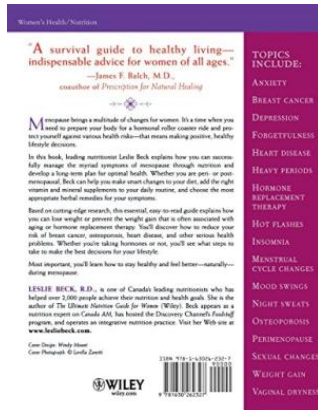 Women's Health/Nutrition
"A survival guide to healthy living—
indispensable advice for women of all ages."
—James F. Balch, M.D.,
coauthor of Prescription for Natural Healing
Menopause brings a multitude of changes for women. It's a time when you
need to prepare your body for a hormonal roller coaster ride and pro-
tect yourself against various health risks—that means making positive, healthy
lifestyle decisions.
In this book, leading nutritionist Leslie Beck explains how you can success-
fully manage the myriad symptoms of menopause through nutrition and
develop a long-term plan for optimal health. Whether you are peri- or post-
menopausal, Beck can help you make smart changes to your diet, add the right
vitamin and mineral supplements to your daily routine, and choose the most
appropriate herbal remedies for your symptoms.
Based on cutting-edge research, this essential, easy-to-read guide explains how
you can lose weight or prevent the weight gain that is often associated with
aging or hormone replacement therapy. You'll discover how to reduce your
risk of breast cancer, osteoporosis, heart disease, and other serious health
problems. Whether you're taking hormones or not, you'll see what steps to
take to make the best decisions for your lifestyle.
Most important, you'll learn how to stay healthy and feel better—naturally—
during menopause.
LESLIE BECK, R.D., is one of Canada's leading nutritionists who has
helped over 2,000 people achieve their nutrition and health goals. She is the
author of The Ultimate Nutrition Guide for Women (Wiley). Beck appears as a
nutrition expert on Canada AM, has hosted the Discovery Channel's Foodstuff
program, and operates an integrative nutrition practice. Visit her Web site at
www.lesliebeck.com.
Cover Design: Wendy Mount
Cover Photograph: © Loretta Zanetti
WILEY
90000
TOPICS
INCLUDE:
ANXIETY
BREAST CANCER
DEPRESSION
FORGETFULNESS
HEART DISEASE
HEAVY PERIODS
HORMONE
REPLACEMENT
THERAPY
HOT FLASHES
INSOMNIA
MENSTRUAL
CYCLE CHANGES
MOOD SWINGS
NIGHT SWEATS
OSTEOPOROSIS
PERIMENOPAUSE
SEXUAL CHANGES
WEIGHT GAIN
VAGINAL DRYNESS